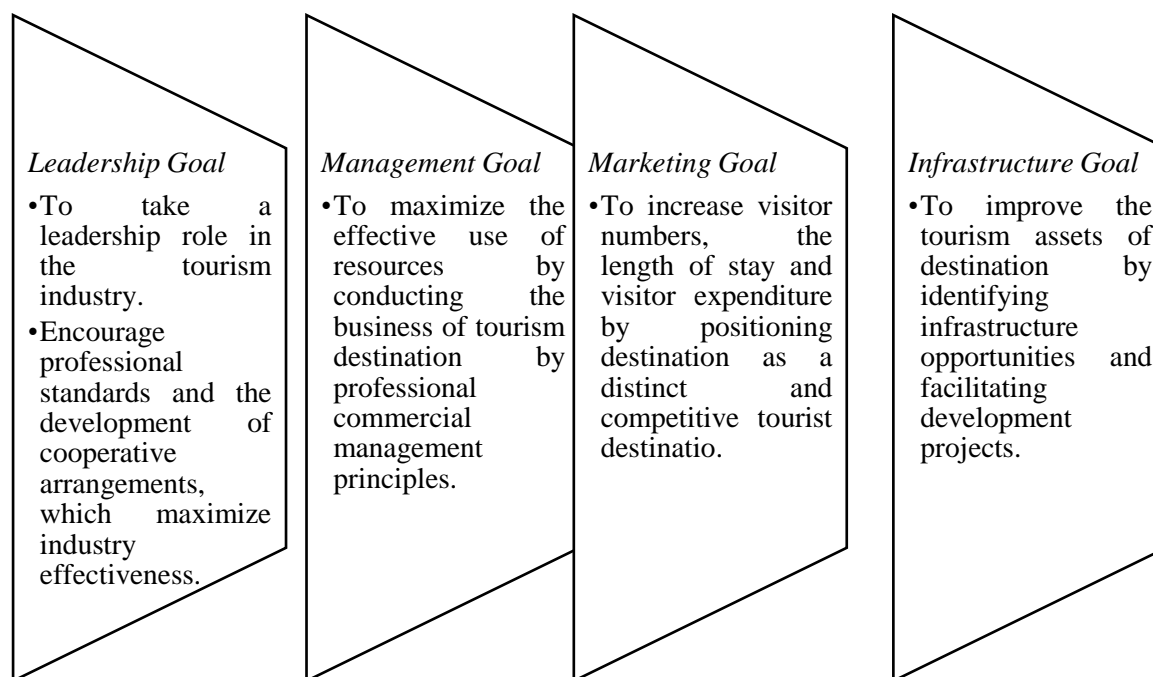 Leadership Goal
•To take a
leadership role in
the tourism
industry.
•Encourage
professional
standards and the
development of
cooperative
arrangements,
which maximize
industry
effectiveness.
Management Goal
•To maximize the
effective use of
resources by
conducting the
business of tourism
destination by
professional
commercial
management
principles.
Marketing Goal
•To increase visitor
numbers, the
length of stay and
visitor expenditure
by positioning
destination as a
distinct and
competitive tourist
destinatio.
Infrastructure Goal
•To improve the
tourism assets of
destination by
identifying
infrastructure
opportunities and
facilitating
development
projects.